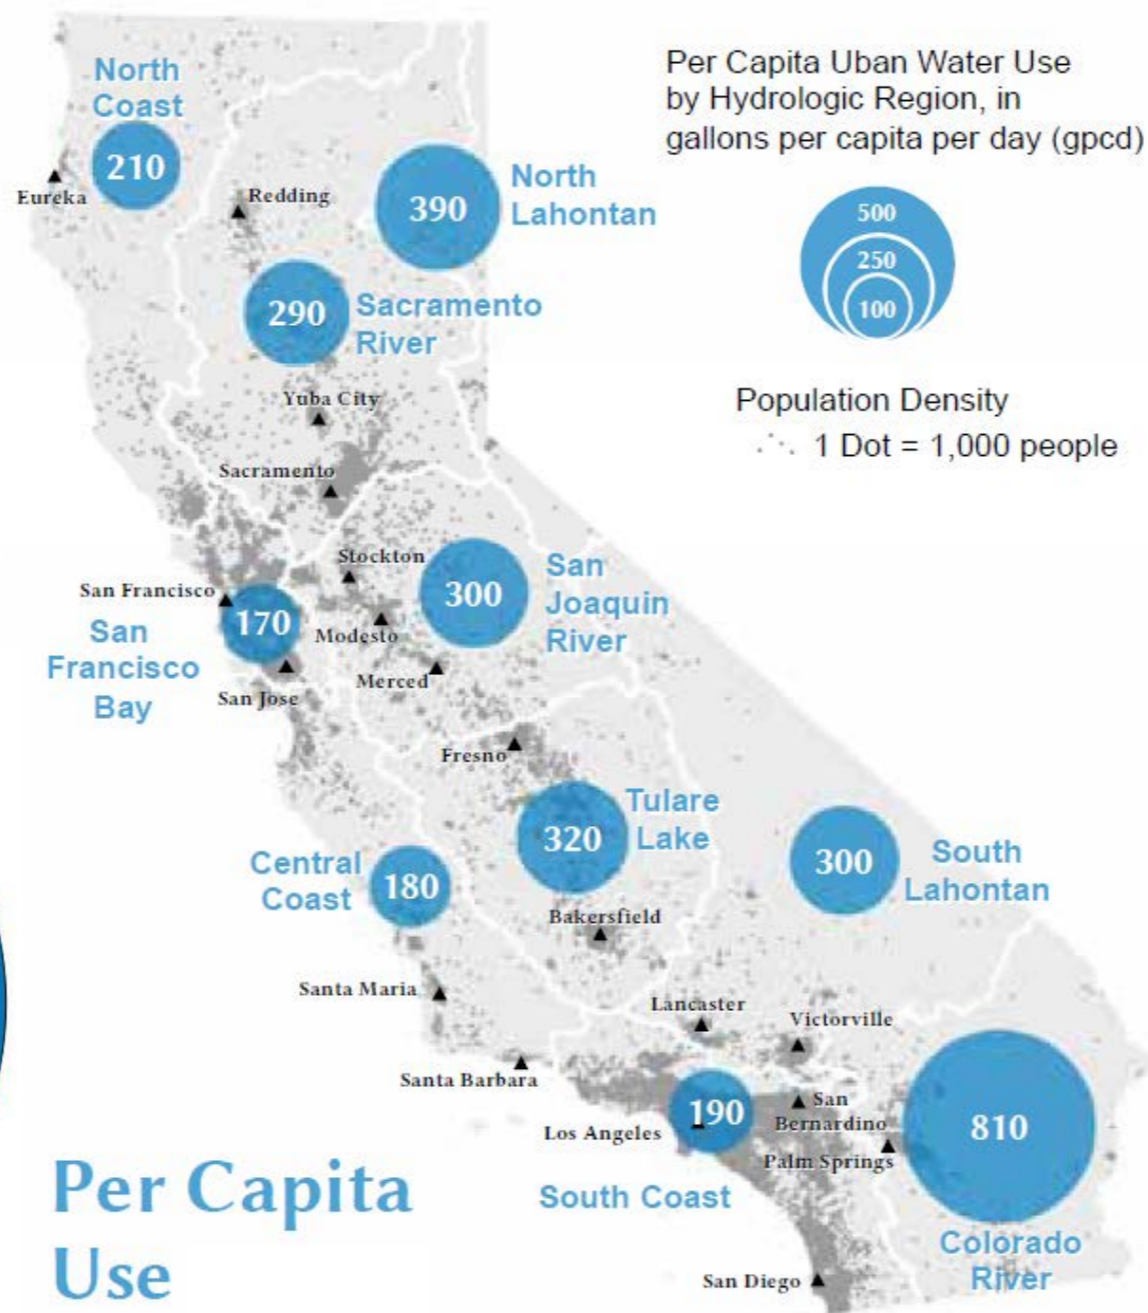 Per Capita Uban Water Use
by Hydrologic Region, in
gallons per capita per day (gpcd)
500
250
100
Population Density
1 Dot = 1,000 people
North
Coast
210
Eureka
Redding
390
North
Lahontan
290
Sacramento
River
Yuba City
Sacramento
Stockton
San Francisco
170
San
Francisco
Bay
San Jose
Modesto
Merced
300
San
Joaquin
River
Fresno
320
Tulare
Lake
Central
Coast
180
300
South
Lahontan
Bakersfield
Santa Maria
Lancaster
Victorville
Santa Barbara
190
Los Angeles
San
Bernardino
Palm Springs
South Coast
810
Colorado
River
San Diego
Per Capita
Use